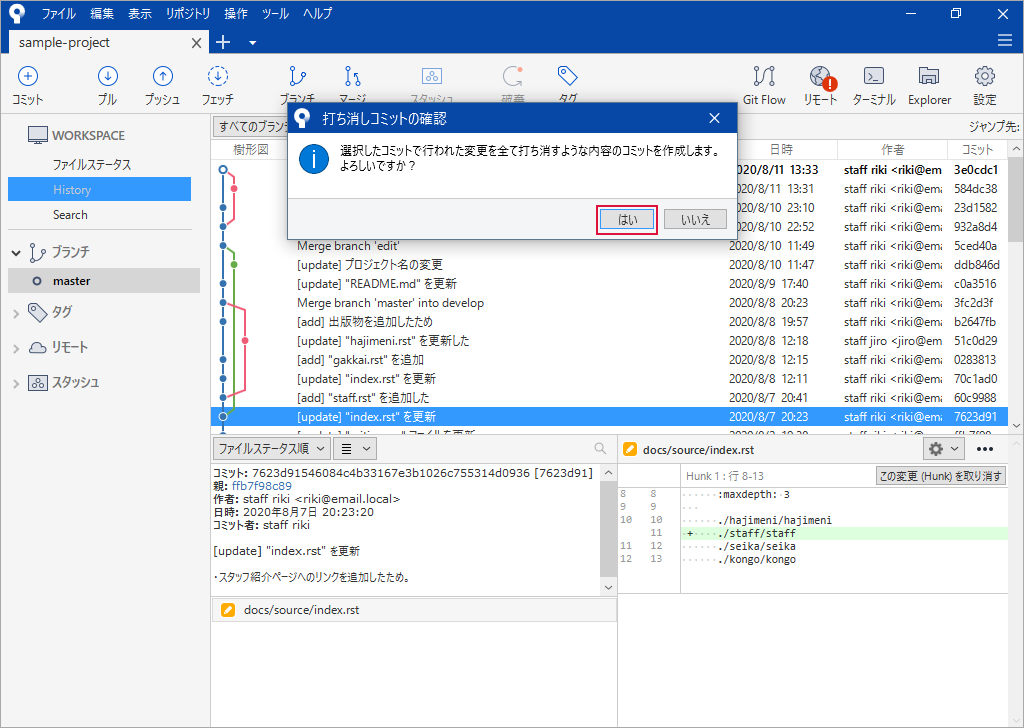 ファイル 編集 表示 リポジトリ 操作 ツール ヘルプ
sample-project
コミット プル プッシュ フェッチ ブランチ マージ スタッシュ 破棄 タグ Git Flow リモート ターミナル Explorer 設定
打ち消しコミットの確認
選択したコミットで行われた変更を全て打ち消すような内容のコミットを作成します。
よろしいですか？
はい いいえ
WORKSPACE
ファイルステータス
History
Search
ブランチ
master
タグ
リモート
スタッシュ
すべてのブラン
ジャンプ先:
樹形図 日時 作者 コミット
020/8/11 13:33 staff riki <riki@em 3e0cdc1
2020/8/11 13:31 staff riki <riki@ema 584dc38
2020/8/10 23:10 staff riki <riki@ema 23d1582
2020/8/10 22:52 staff riki <riki@ema 932a8d4
Merge branch 'edit' 2020/8/10 11:49 staff riki <riki@ema 5ced40a
[update] プロジェクト名の変更 2020/8/10 11:47 staff riki <riki@ema ddb846d
[update] "README.md" を更新 2020/8/9 17:40 staff riki <riki@ema c0a3516
Merge branch 'master' into develop 2020/8/8 20:23 staff riki <riki@ema 3fc2d3f
[add] 出版物を追加したため 2020/8/8 19:57 staff riki <riki@ema b2647fb
[update] "hajimeni.rst" を更新した 2020/8/8 12:18 staff jiro <jiro@em 51c0d29
[add] "gakkai.rst" を追加 2020/8/8 12:15 staff riki <riki@ema 0283813
[update] "index.rst" を更新 2020/8/8 12:11 staff riki <riki@ema 70c1ad0
[add] "staff.rst" を追加した 2020/8/7 20:41 staff riki <riki@ema 60c9988
[update] "index.rst" を更新 2020/8/7 20:23 staff riki <riki@ema 7623d91
ファイルステータス順
コミット: 7623d91546084c4b33167e3b1026c755314d0936 [7623d91]
親: ffb7f98c89
作者: staff riki <riki@email.local>
日時: 2020年8月7日 20:23:20
コミット者: staff riki
[update] "index.rst" を更新
・スタッフ紹介ページへのリンクを追加したため。
docs/source/index.rst
docs/source/index.rst
Hunk 1 : 行 8-13 この変更 (Hunk) を取り消す
8 8 ······:maxdepth: 3
9 9 ···
10 10 ······./hajimeni/hajimeni
11 + ······./staff/staff
11 12 ······./seika/seika
12 13 ······./kongo/kongo